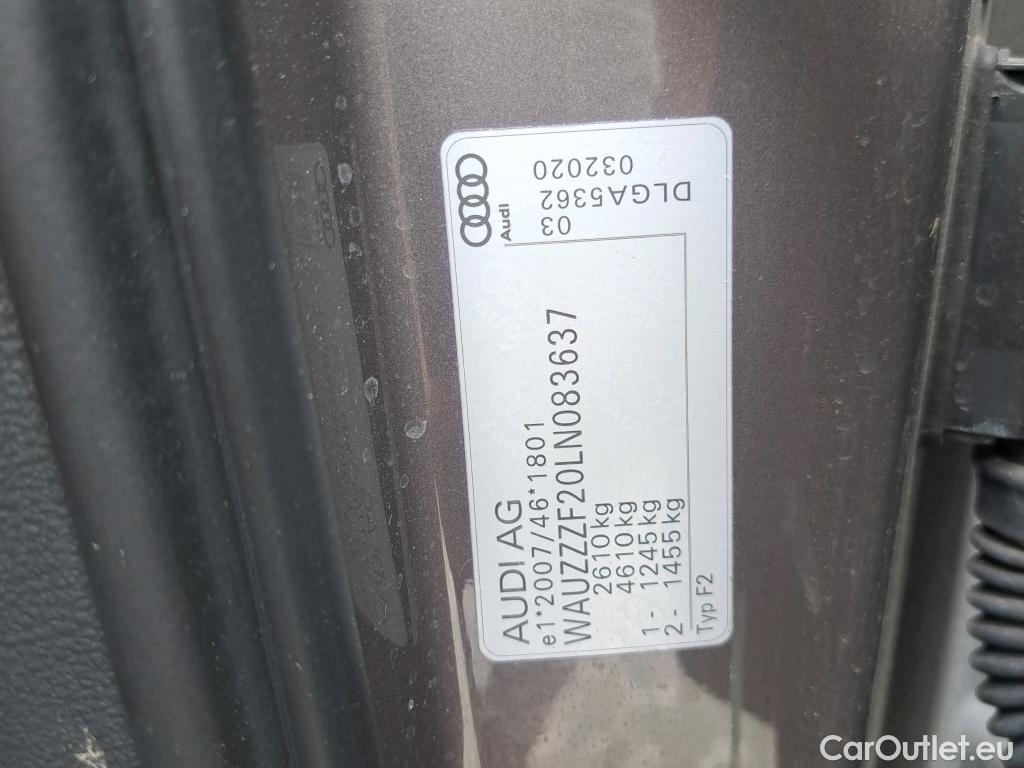 AUDI AG
e1*2007/46*1801
WAUZZZF20LN083637
2610kg
4610kg
1- 1245kg
2- 1455kg
Typ F2
Audi
03
DLGA5362
032020
CarOutlet.eu